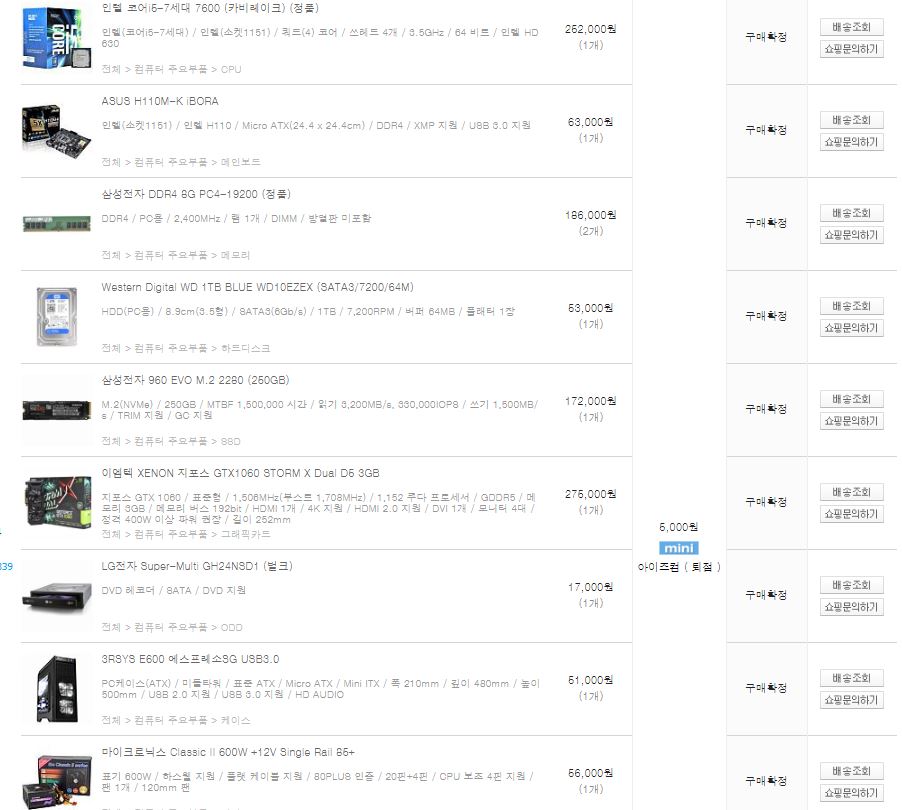 인텔 코어i5-7세대 7600 (카비레이크) (정품)
인텔(코어i5-7세대) / 인텔(소켓1151) / 쿼드(4) 코어 / 쓰레드 4개 / 3.5GHz / 64 비트 / 인텔 HD
630
전체 > 컴퓨터 주요부품 > CPU
252,000원
(1개)
구매확정
배송조회
쇼핑문의하기
ASUS H110M-K iBORA
인텔(소켓1151) / 인텔 H110 / Micro ATX(24.4 x 24.4cm) / DDR4 / XMP 지원 / USB 3.0 지원
전체 > 컴퓨터 주요부품 > 메인보드
63,000원
(1개)
구매확정
배송조회
쇼핑문의하기
삼성전자 DDR4 8G PC4-19200 (정품)
DDR4 / PC용 / 2,400MHz / 램 1개 / DIMM / 방열판 미포함
전체 > 컴퓨터 주요부품 > 메모리
186,000원
(2개)
구매확정
배송조회
쇼핑문의하기
Western Digital WD 1TB BLUE WD10EZEX (SATA3/7200/64M)
HDD(PC용) / 8.9cm(3.5형) / SATA3(6Gb/s) / 1TB / 7,200RPM / 버퍼 64MB / 플래터 1장
전체 > 컴퓨터 주요부품 > 하드디스크
53,000원
(1개)
구매확정
배송조회
쇼핑문의하기
삼성전자 960 EVO M.2 2280 (250GB)
M.2(NVMe) / 250GB / MTBF 1,500,000 시간 / 읽기 3,200MB/s, 330,000IOPS / 쓰기 1,500MB/
s / TRIM 지원 / GC 지원
전체 > 컴퓨터 주요부품 > SSD
172,000원
(1개)
구매확정
배송조회
쇼핑문의하기
이엠텍 XENON 지포스 GTX1060 STORM X Dual D5 3GB
지포스 GTX 1060 / 표준형 / 1,506MHz(부스트 1,708MHz) / 1,152 쿠다 프로세서 / GDDR5 / 메
모리 3GB / 메모리 버스 192bit / HDMI 1개 / 4K 지원 / HDMI 2.0 지원 / DVI 1개 / 모니터 4대 /
정격 400W 이상 파워 권장 / 길이 252mm
전체 > 컴퓨터 주요부품 > 그래픽카드
275,000원
(1개)
5,000원
mini
아이즈컴 ( 퇴점 )
구매확정
배송조회
쇼핑문의하기
339
LG전자 Super-Multi GH24NSD1 (벌크)
DVD 레코더 / SATA / DVD 지원
전체 > 컴퓨터 주요부품 > ODD
17,000원
(1개)
구매확정
배송조회
쇼핑문의하기
3RSYS E600 에스프레소SG USB3.0
PC케이스(ATX) / 미들타워 / 표준 ATX / Micro ATX / Mini ITX / 폭 210mm / 깊이 480mm / 높이
500mm / USB 2.0 지원 / USB 3.0 지원 / HD AUDIO
전체 > 컴퓨터 주요부품 > 케이스
51,000원
(1개)
구매확정
배송조회
쇼핑문의하기
마이크로닉스 Classic II 600W +12V Single Rail 85+
표기 600W / 하스웰 지원 / 플랫 케이블 지원 / 80PLUS 인증 / 20핀+4핀 / CPU 보조 4핀 지원 /
팬 1개 / 120mm 팬
56,000원
(1개)
구매확정
배송조회
쇼핑문의하기